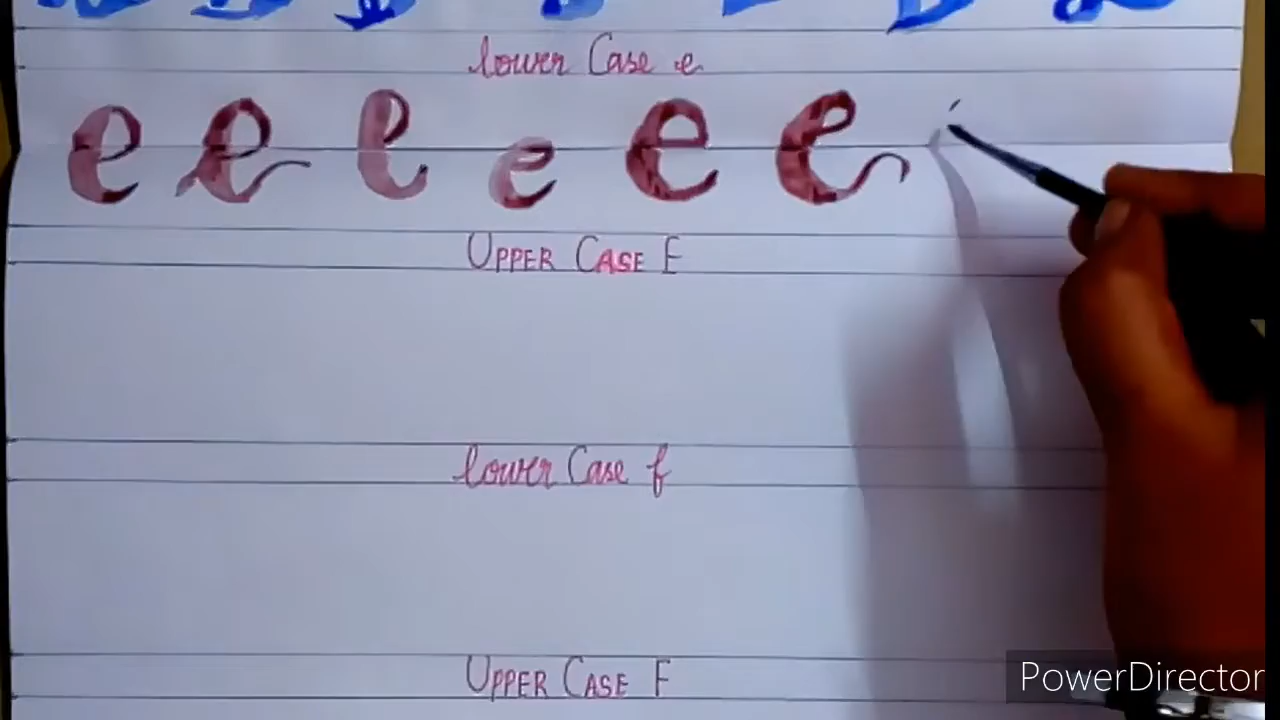 lower Case e
e e e e e e
UPPER CASE E
lower Case f
UPPER CASE F
PowerDirector